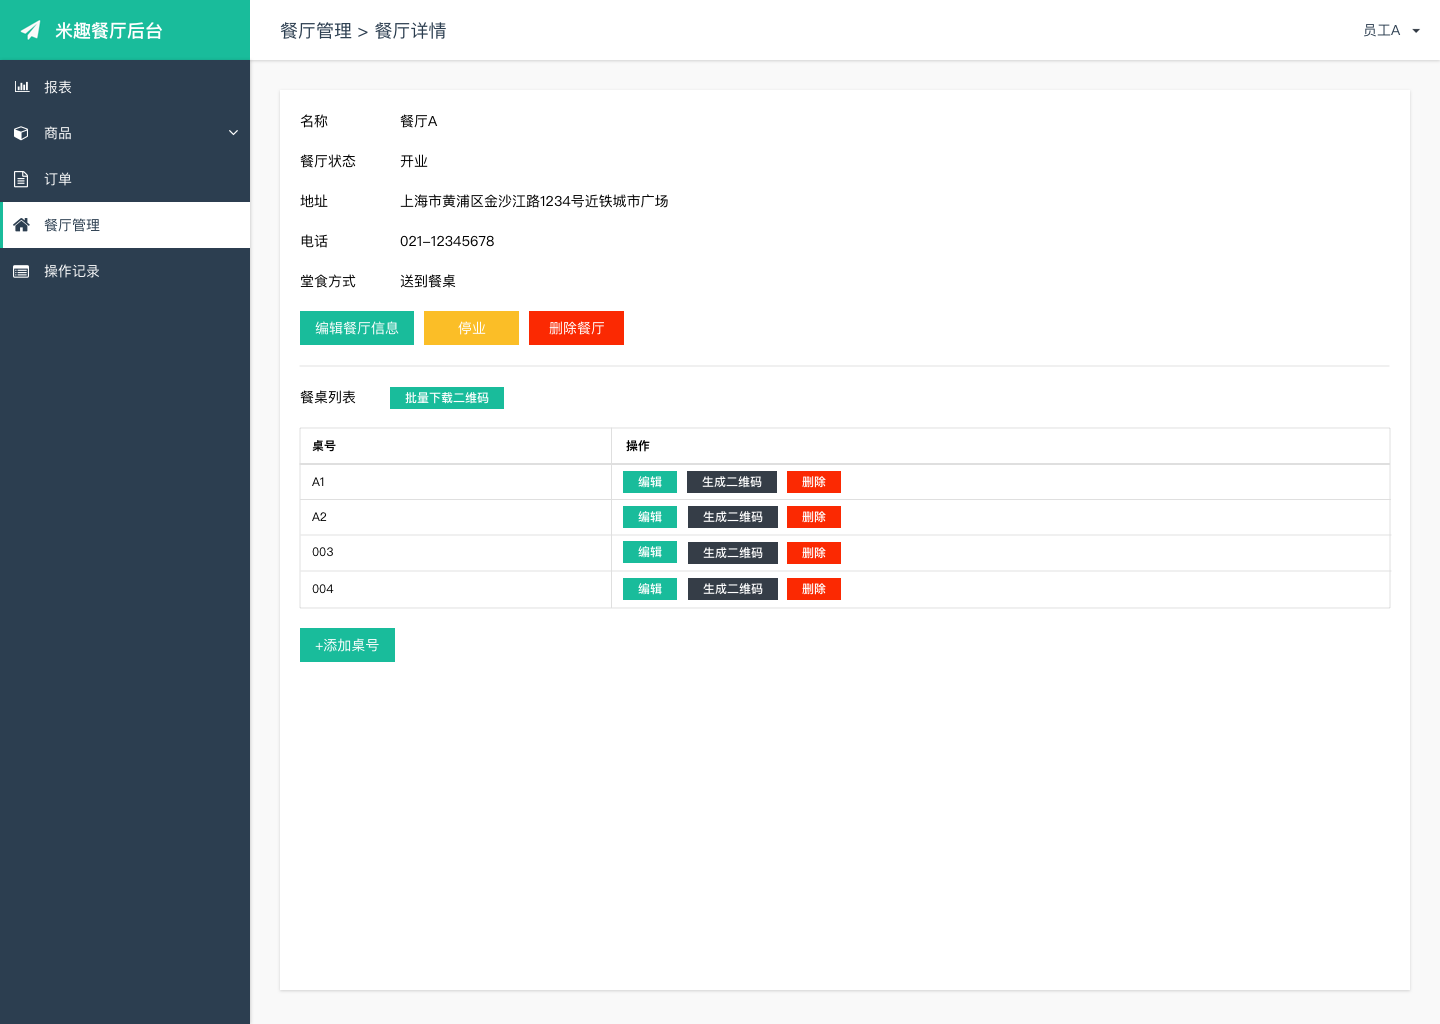 米趣餐厅后台
餐厅管理 > 餐厅详情
员工A
报表
商品
订单
餐厅管理
操作记录
名称 餐厅A
餐厅状态 开业
地址 上海市黄浦区金沙江路1234号近铁城市广场
电话 021-12345678
堂食方式 送到餐桌
编辑餐厅信息 停业 删除餐厅
餐桌列表 批量下载二维码
桌号 操作
A1 编辑 生成二维码 删除
A2 编辑 生成二维码 删除
003 编辑 生成二维码 删除
004 编辑 生成二维码 删除
+添加桌号